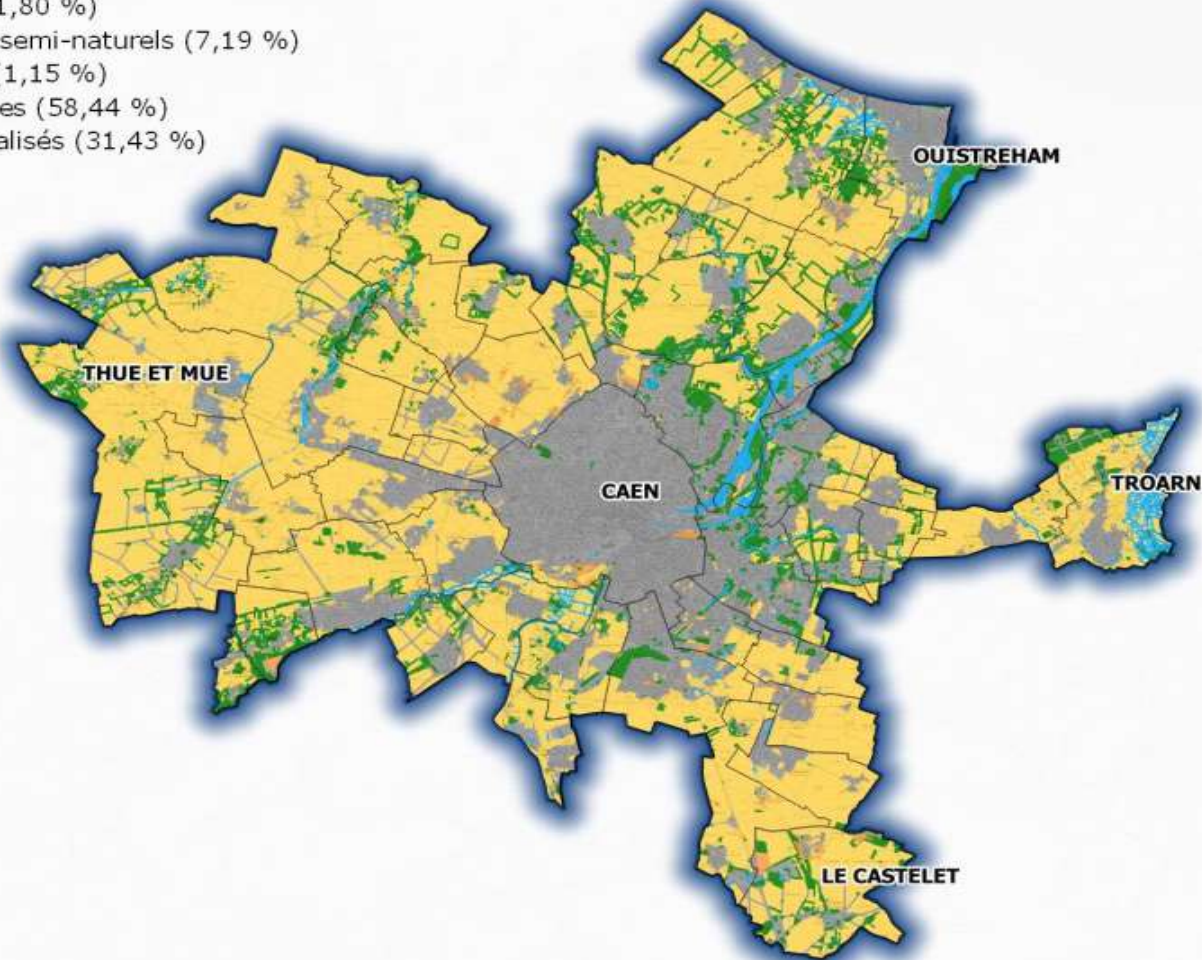 1,80 %)
semi-naturels (7,19 %)
(1,15 %)
es (58,44 %)
alisés (31,43 %)
OUISTREHAM
THUE ET MUE
CAEN
TROARN
LE CASTELET